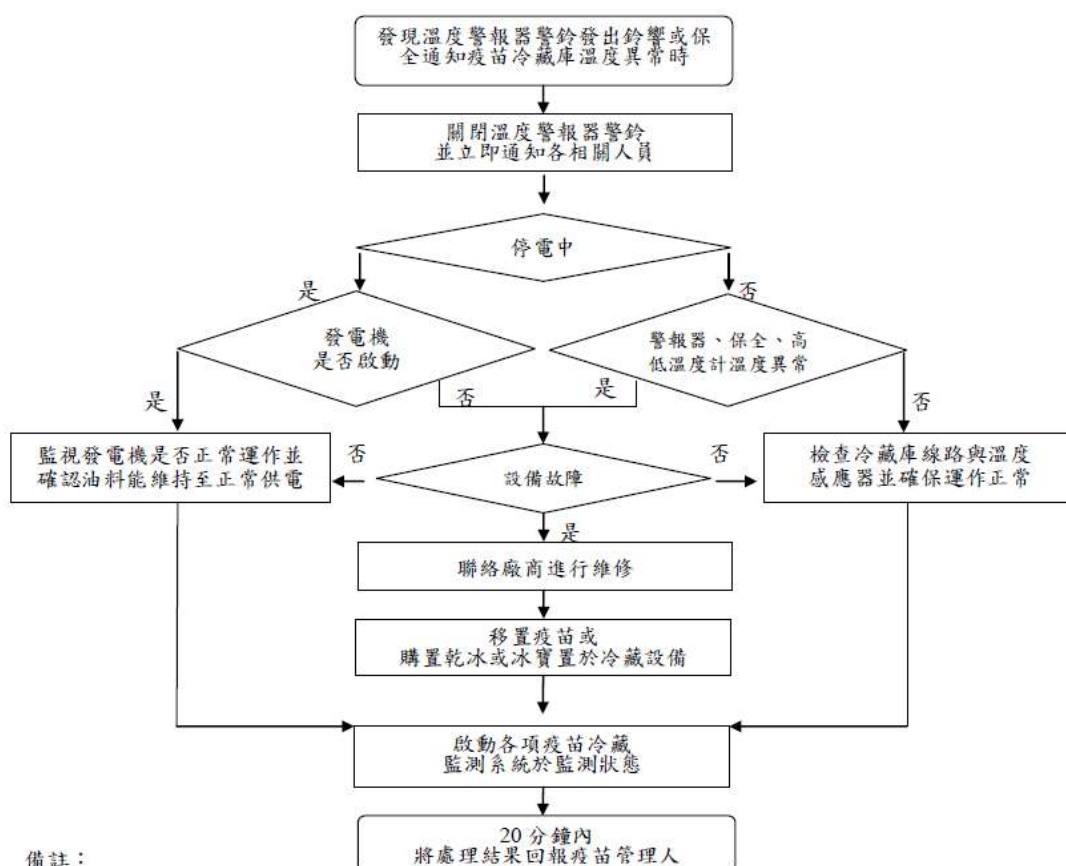 發現溫度警報器警鈴發出鈴響或保
全通知疫苗冷藏庫溫度異常時
關閉溫度警報器警鈴
並立即通知各相關人員
停電中
是
否
發電機
是否啟動
警報器、保全、高
低溫度計溫度異常
是
否
是
否
監視發電機是否正常運作並
確認油料能維持至正常供電
否
設備故障
否
檢查冷藏庫線路與溫度
感應器並確保運作正常
是
聯絡廠商進行維修
移置疫苗或
購置乾冰或冰寶置於冷藏設備
啟動各項疫苗冷藏
監測系統於監測狀態
20 分鐘內
將處理結果回報疫苗管理人
備註：